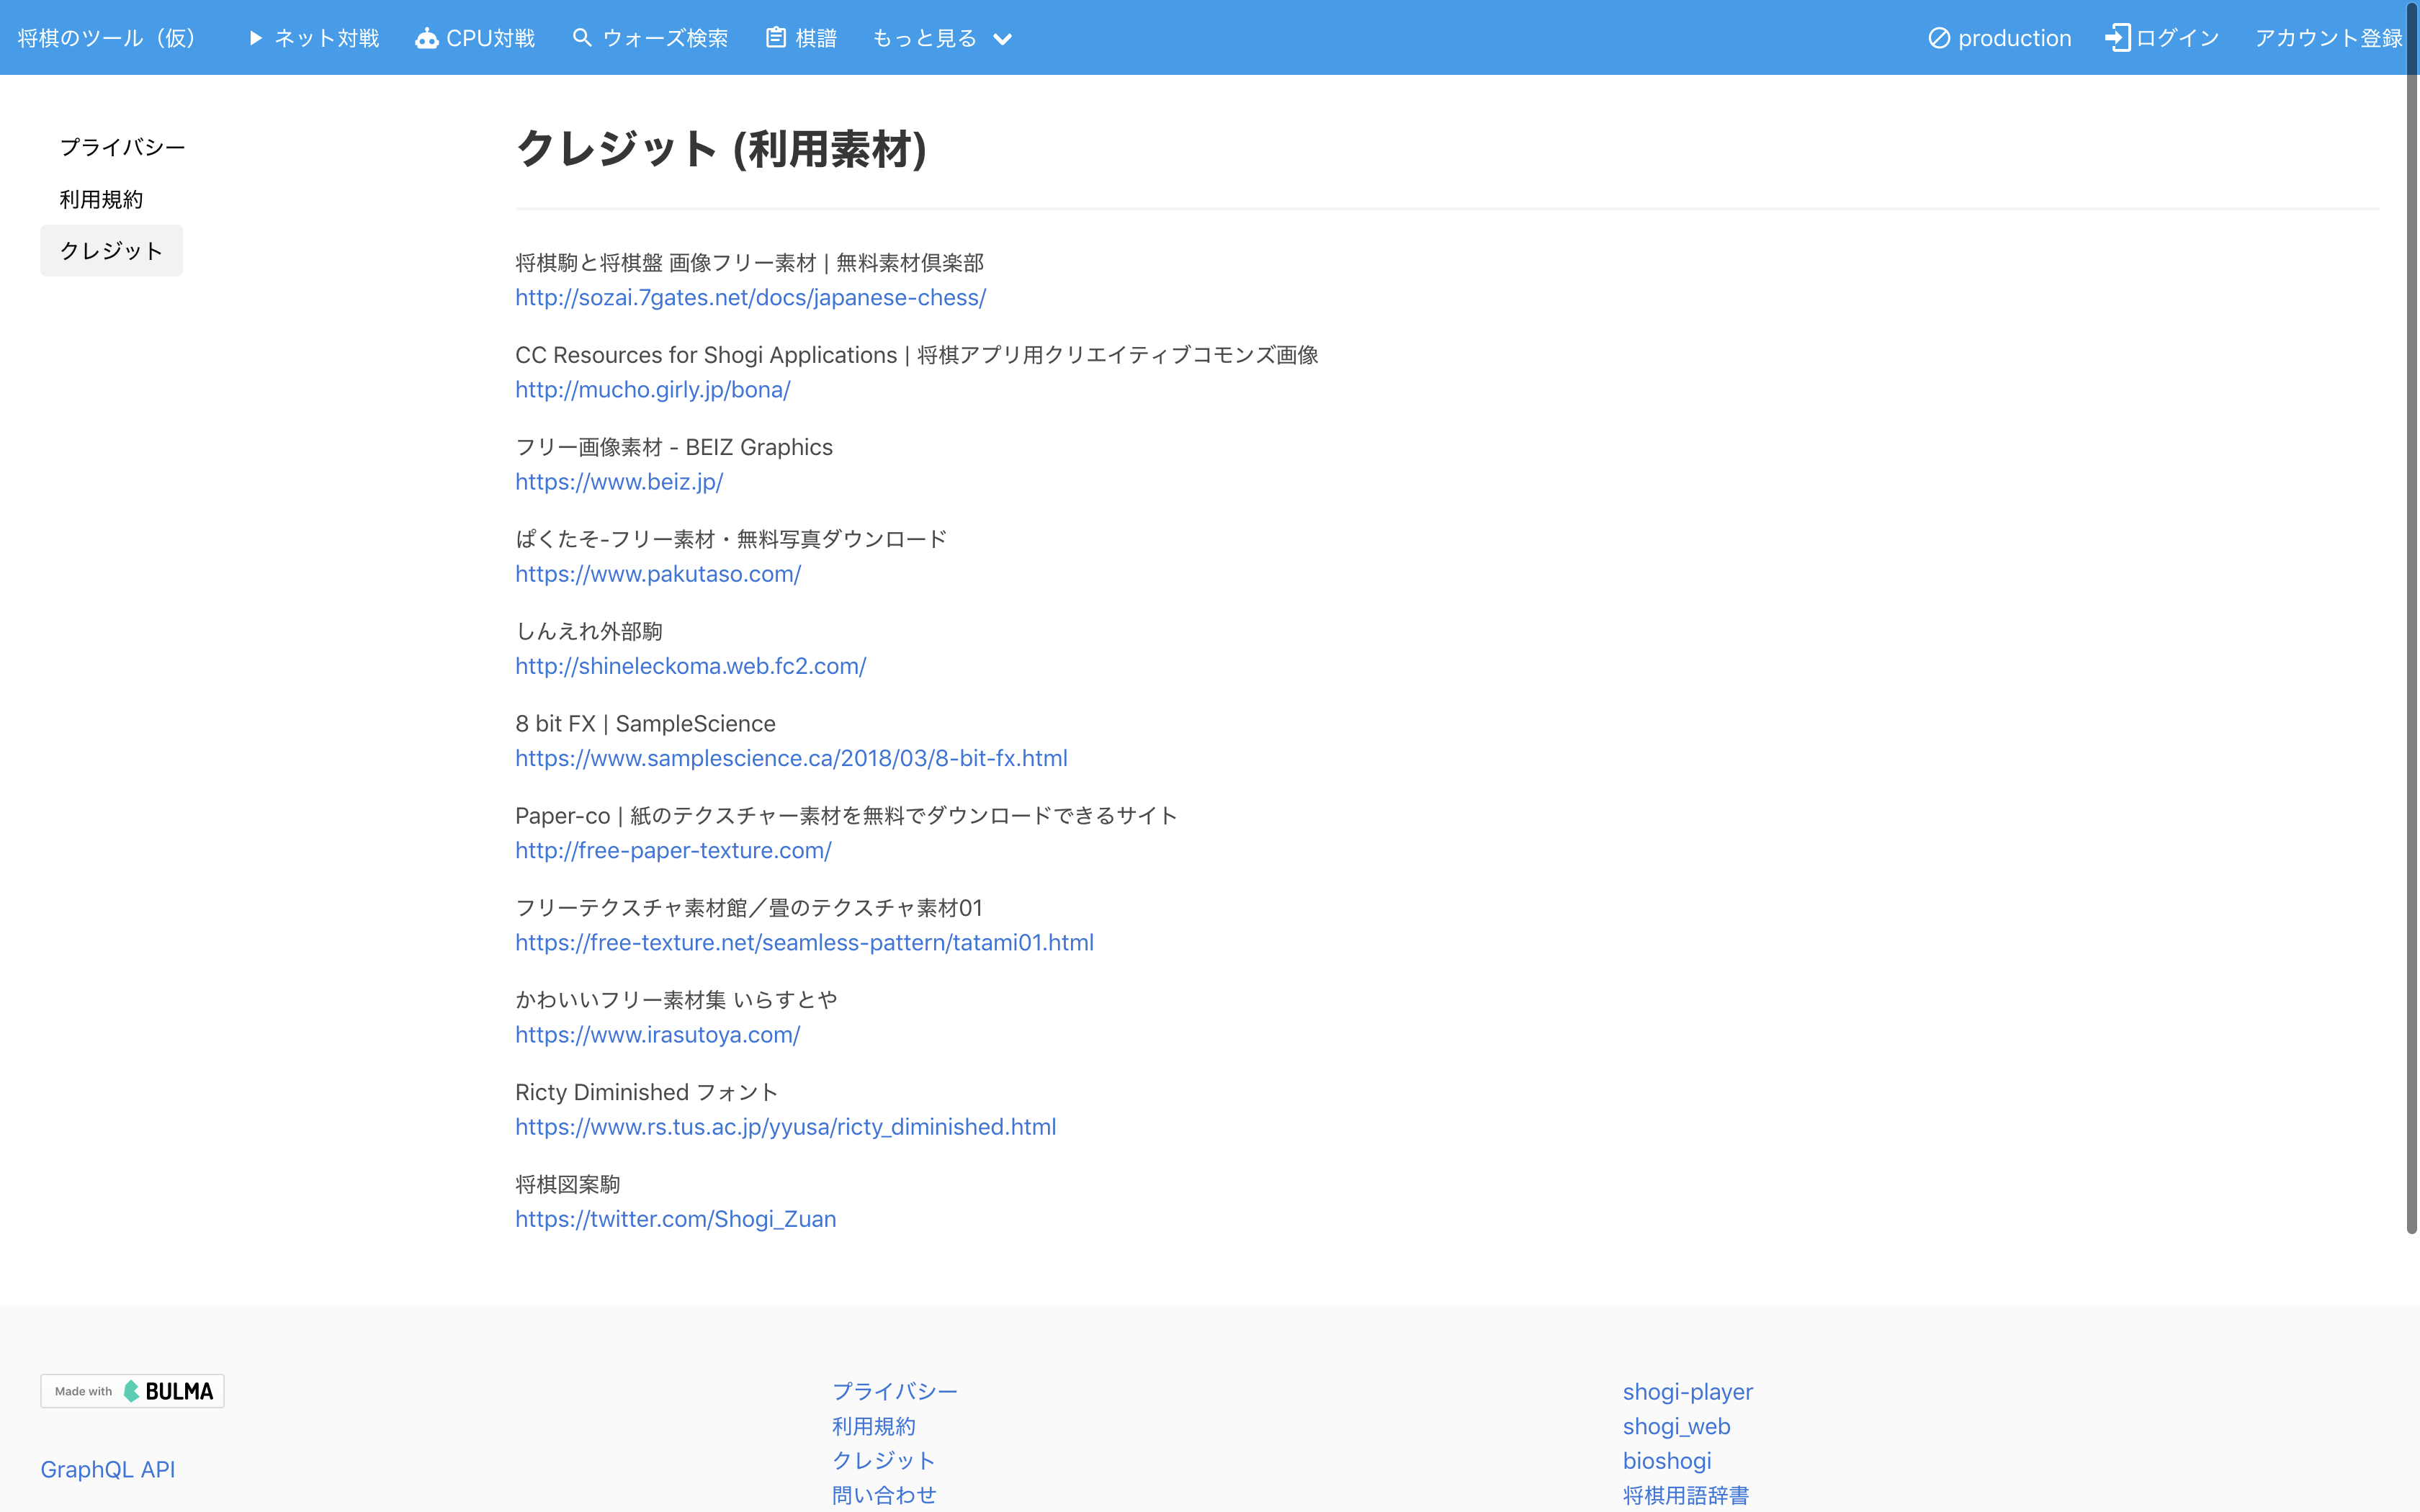 将棋のツール（仮） ネット対戦 CPU対戦 ウォーズ検索 棋譜 もっと見る production ログイン アカウント登録
プライバシー
利用規約
クレジット
クレジット (利用素材)
将棋駒と将棋盤 画像フリー素材 | 無料素材倶楽部
http://sozai.7gates.net/docs/japanese-chess/
CC Resources for Shogi Applications | 将棋アプリ用クリエイティブコモンズ画像
http://mucho.girly.jp/bona/
フリー画像素材 - BEIZ Graphics
https://www.beiz.jp/
ぱくたそ-フリー素材・無料写真ダウンロード
https://www.pakutaso.com/
しんえれ外部駒
http://shineleckoma.web.fc2.com/
8 bit FX | SampleScience
https://www.samplescience.ca/2018/03/8-bit-fx.html
Paper-co | 紙のテクスチャー素材を無料でダウンロードできるサイト
http://free-paper-texture.com/
フリーテクスチャ素材館／畳のテクスチャ素材01
https://free-texture.net/seamless-pattern/tatami01.html
かわいいフリー素材集 いらすとや
https://www.irasutoya.com/
Ricty Diminished フォント
https://www.rs.tus.ac.jp/yyusa/ricty_diminished.html
将棋図案駒
https://twitter.com/Shogi_Zuan
Made with BULMA
GraphQL API
プライバシー
利用規約
クレジット
問い合わせ
shogi-player
shogi_web
bioshogi
将棋用語辞書